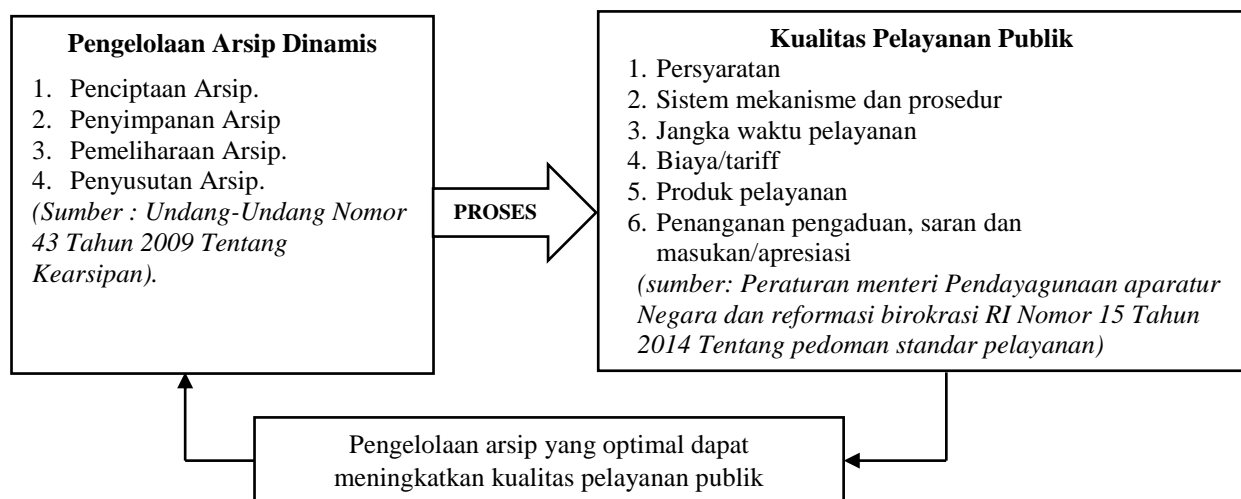 Pengelolaan Arsip Dinamis
1. Penciptaan Arsip.
2. Penyimpanan Arsip
3. Pemeliharaan Arsip.
4. Penyusutan Arsip.
(Sumber : Undang-Undang Nomor
43 Tahun 2009 Tentang
Kearsipan).
PROSES
Kualitas Pelayanan Publik
1. Persyaratan
2. Sistem mekanisme dan prosedur
3. Jangka waktu pelayanan
4. Biaya/tariff
5. Produk pelayanan
6. Penanganan pengaduan, saran dan
masukan/apresiasi
(sumber: Peraturan menteri Pendayagunaan aparatur
Negara dan reformasi birokrasi RI Nomor 15 Tahun
2014 Tentang pedoman standar pelayanan)
Pengelolaan arsip yang optimal dapat
meningkatkan kualitas pelayanan publik